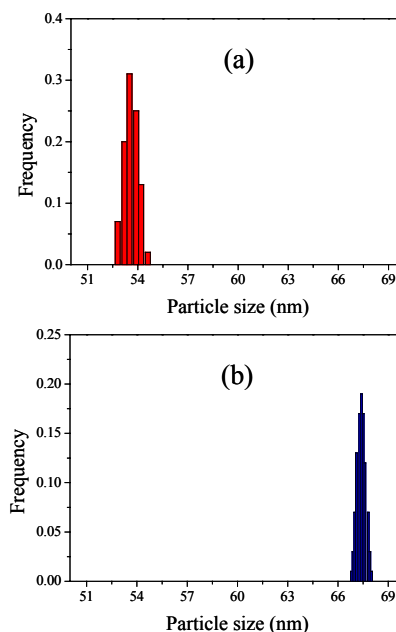 0.4
(a)
0.3
0.2
0.1
0.0
Frequency
51 54 57 60 63 66 69
Particle size (nm)
0.25
(b)
0.20
0.15
0.10
0.05
0.00
Frequency
51 54 57 60 63 66 69
Particle size (nm)